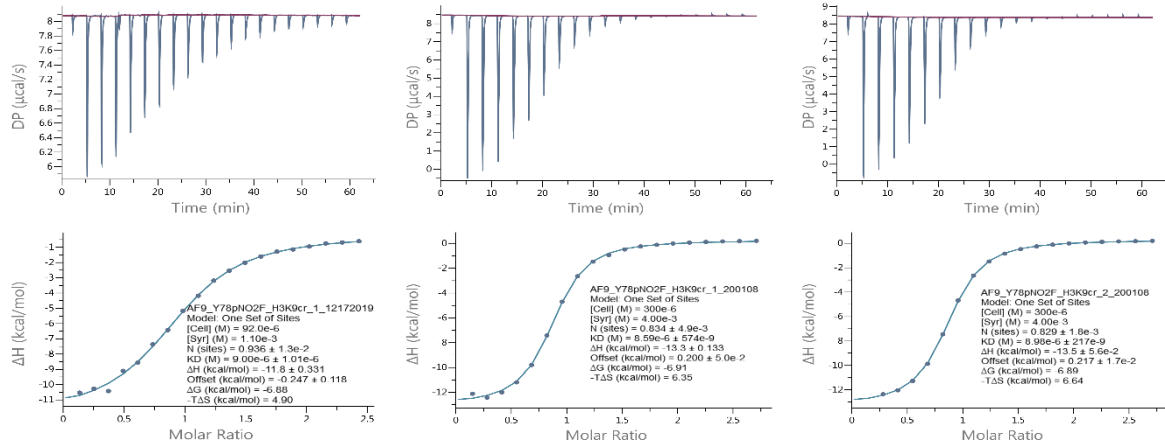 DP (μcal/s)
8
7.8
7.6
7.4
7.2
7
6.8
6.6
6.4
6.2
6
0 10 20 30 40 50 60
Time (min)
DP (μcal/s)
8
7
6
5
4
3
2
1
0
0 10 20 30 40 50 60
Time (min)
DP (μcal/s)
9
8
7
6
5
4
3
2
1
0
0 10 20 30 40 50 60
Time (min)
ΔH (kcal/mol)
-1
-2
-3
-4
-5
-6
-7
-8
-9
-10
-11
AF9_Y78pNO2F_H3K9cr_1_12172019
Model: One Set of Sites
[Cell] (M) = 92.0e-6
[Syr] (M) = 1.10e-3
N (sites) = 0.936 ± 1.3e-2
KD (M) = 9.00e-6 ± 1.01e-6
ΔH (kcal/mol) = -11.8 ± 0.331
Offset (kcal/mol) = -0.247 ± 0.118
ΔG (kcal/mol) = -6.88
-TΔS (kcal/mol) = 4.90
0 0.5 1 1.5 2 2.5
Molar Ratio
ΔH (kcal/mol)
0
-2
-4
-6
-8
-10
-12
AF9_Y78pNO2F_H3K9cr_1_200108
Model: One Set of Sites
[Cell] (M) = 300e-6
[Syr] (M) = 4.00e-3
N (sites) = 0.834 ± 4.9e-3
KD (M) = 8.59e-6 ± 574e-9
ΔH (kcal/mol) = -13.3 ± 0.133
Offset (kcal/mol) = 0.200 ± 5.0e-2
ΔG (kcal/mol) = -6.91
-TΔS (kcal/mol) = 6.35
0 0.5 1 1.5 2 2.5
Molar Ratio
ΔH (kcal/mol)
0
-2
-4
-6
-8
-10
-12
AF9_Y78pNO2F_H3K9cr_2_200108
Model: One Set of Sites
[Cell] (M) = 300e-6
[Syr] (M) = 4.00e-3
N (sites) = 0.829 ± 1.8e-3
KD (M) = 8.98e-6 ± 217e-9
ΔH (kcal/mol) = -13.5 ± 5.6e-2
Offset (kcal/mol) = 0.217 ± 1.7e-2
ΔG (kcal/mol) = -6.89
-TΔS (kcal/mol) = 6.64
0 0.5 1 1.5 2 2.5
Molar Ratio